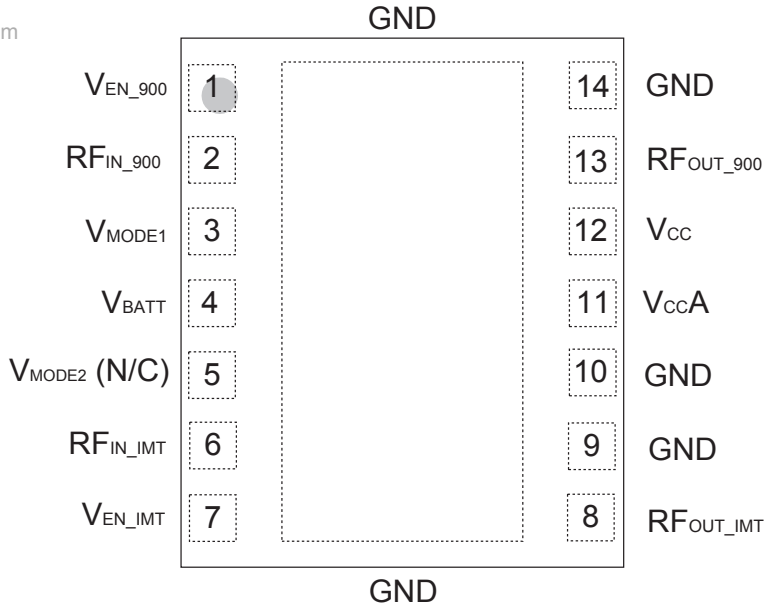 GND
m
VEN_900 1 14 GND
RFIN_900 2 13 RFOUT_900
VMODE1 3 12 VCC
VBATT 4 11 VCCA
VMODE2 (N/C) 5 10 GND
RFIN_IMT 6 9 GND
VEN_IMT 7 8 RFOUT_IMT
GND